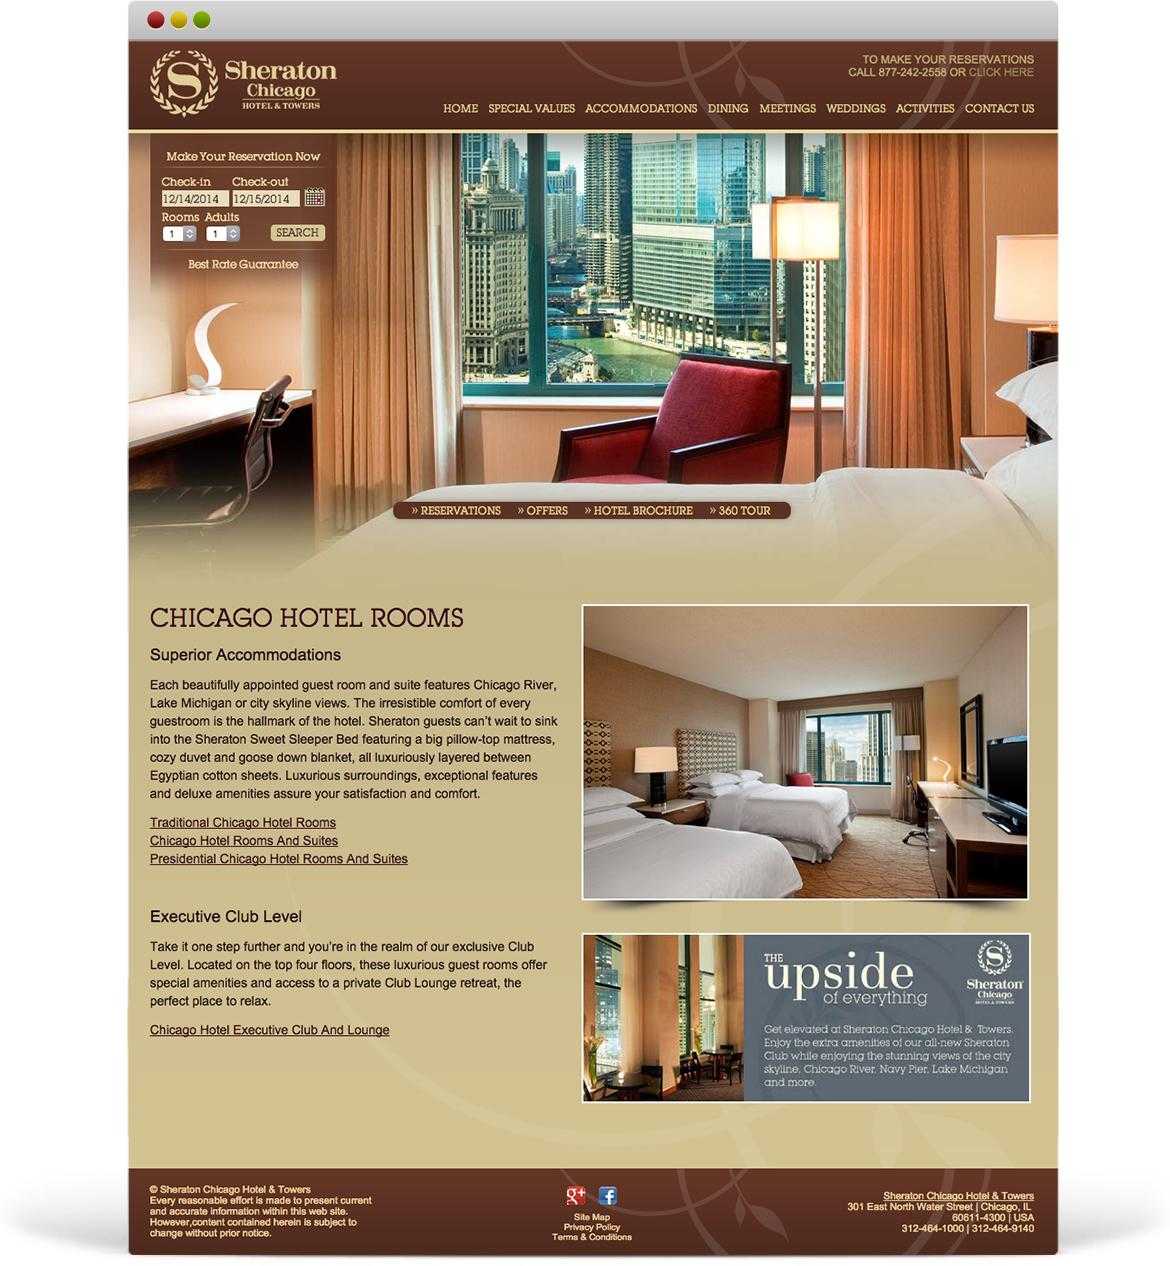 Sheraton
Chicago
HOTEL & TOWERS
TO MAKE YOUR RESERVATIONS
CALL 877-242-2558 OR CLICK HERE
HOME SPECIAL VALUES ACCOMMODATIONS DINING MEETINGS WEDDINGS ACTIVITIES CONTACT US
Make Your Reservation Now
Check-in Check-out
12/14/2014 12/15/2014
Rooms Adults
1 1 SEARCH
Best Rate Guarantee
» RESERVATIONS » OFFERS » HOTEL BROCHURE » 360 TOUR
CHICAGO HOTEL ROOMS
Superior Accommodations
Each beautifully appointed guest room and suite features Chicago River,
Lake Michigan or city skyline views. The irresistible comfort of every
guestroom is the hallmark of the hotel. Sheraton guests can't wait to sink
into the Sheraton Sweet Sleeper Bed featuring a big pillow-top mattress,
cozy duvet and goose down blanket, all luxuriously layered between
Egyptian cotton sheets. Luxurious surroundings, exceptional features
and deluxe amenities assure your satisfaction and comfort.
Traditional Chicago Hotel Rooms
Chicago Hotel Rooms And Suites
Presidential Chicago Hotel Rooms And Suites
Executive Club Level
Take it one step further and you're in the realm of our exclusive Club
Level. Located on the top four floors, these luxurious guest rooms offer
special amenities and access to a private Club Lounge retreat, the
perfect place to relax.
Chicago Hotel Executive Club And Lounge
THE
upside
of everything
S
Sheraton
Chicago
HOTEL & TOWERS
Get elevated at Sheraton Chicago Hotel & Towers.
Enjoy the extra amenities of our all-new Sheraton
Club while enjoying the stunning views of the city
skyline, Chicago River, Navy Pier, Lake Michigan
and more.
© Sheraton Chicago Hotel & Towers
Every reasonable effort is made to present current
and accurate information within this web site.
However,content contained herein is subject to
change without prior notice.
g+ f
Site Map
Privacy Policy
Terms & Conditions
Sheraton Chicago Hotel & Towers
301 East North Water Street | Chicago, IL
60611-4300 | USA
312-464-1000 | 312-464-9140